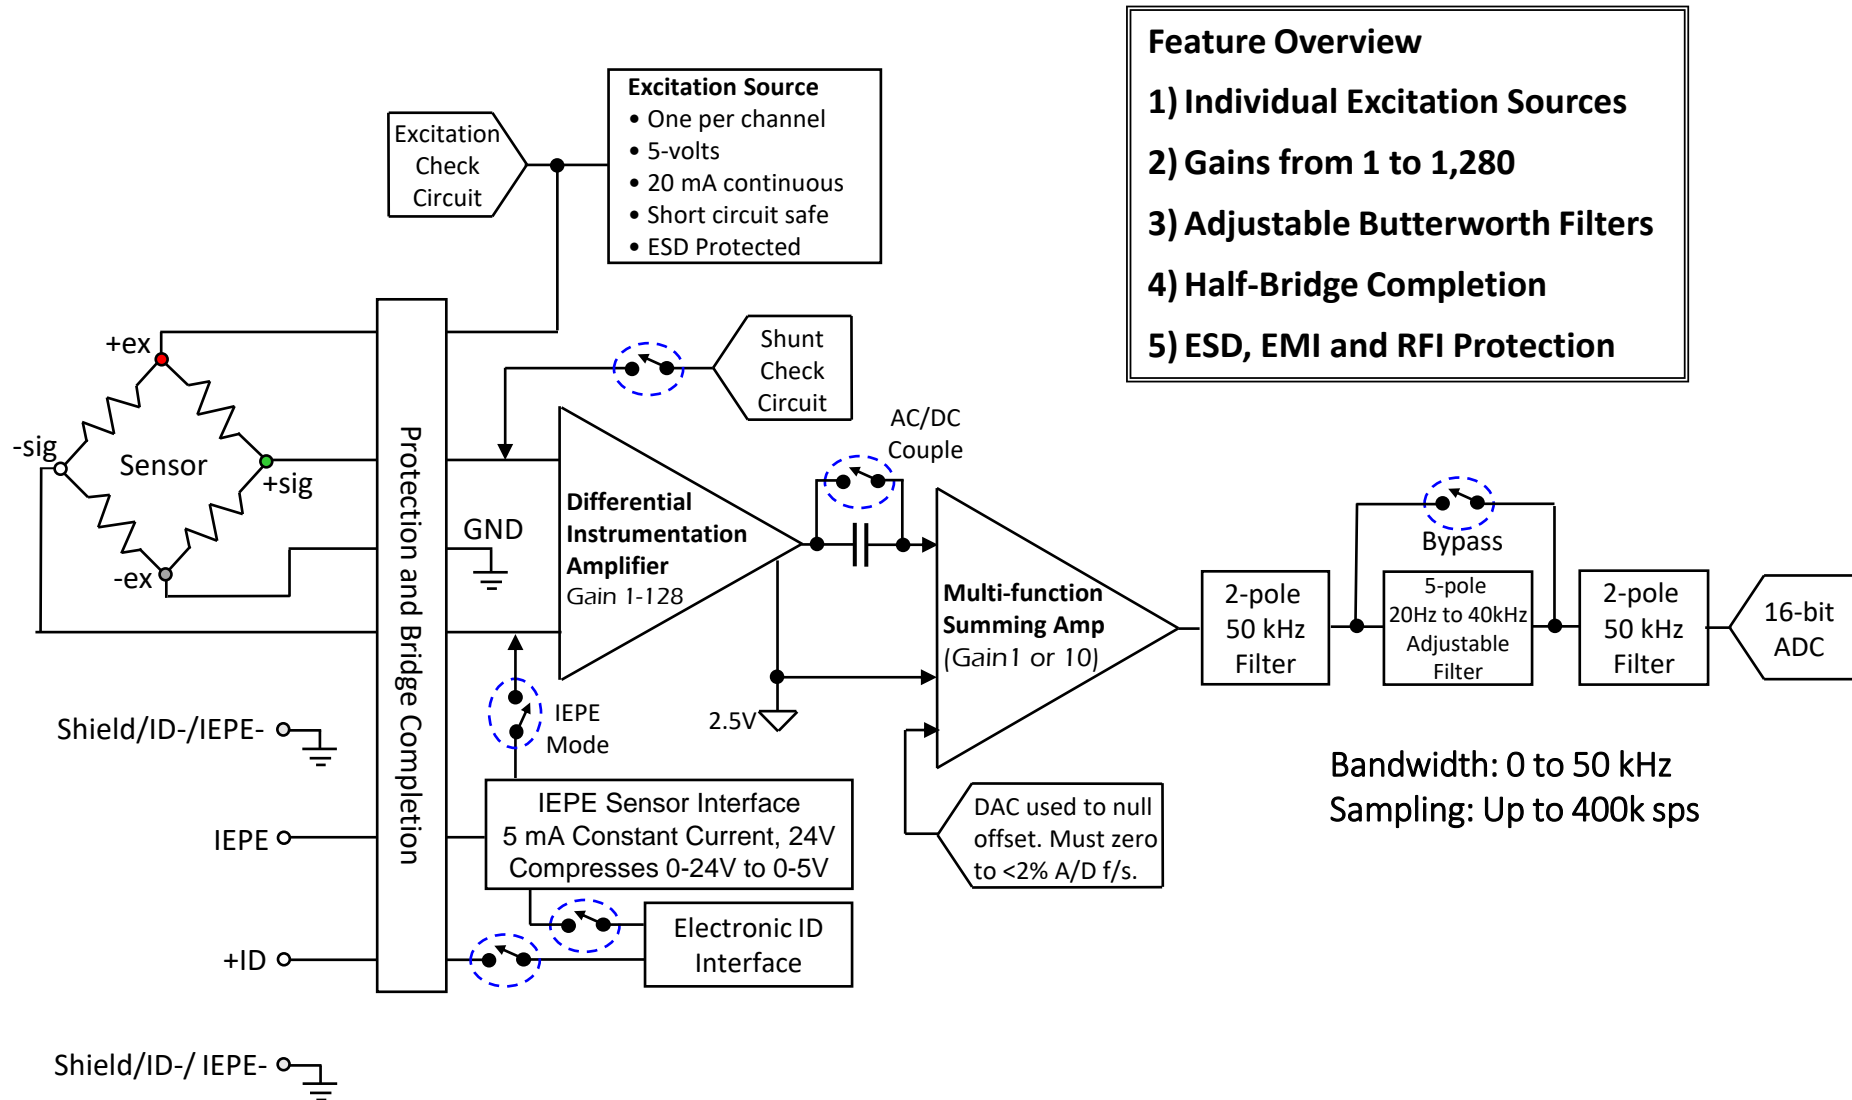 Feature Overview
1) Individual Excitation Sources
2) Gains from 1 to 1,280
3) Adjustable Butterworth Filters
4) Half-Bridge Completion
5) ESD, EMI and RFI Protection
Excitation
Check
Circuit
Excitation Source
• One per channel
• 5-volts
• 20 mA continuous
• Short circuit safe
• ESD Protected
+ex
-sig
Sensor
+sig
-ex
Protection and Bridge Completion
GND
Shunt
Check
Circuit
Differential
Instrumentation
Amplifier
Gain 1-128
AC/DC
Couple
Multi-function
Summing Amp
(Gain1 or 10)
2.5V
2-pole
50 kHz
Filter
Bypass
5-pole
20Hz to 40kHz
Adjustable
Filter
2-pole
50 kHz
Filter
16-bit
ADC
IEPE
Mode
Shield/ID-/IEPE-
IEPE
IEPE Sensor Interface
5 mA Constant Current, 24V
Compresses 0-24V to 0-5V
DAC used to null
offset. Must zero
to <2% A/D f/s.
Bandwidth: 0 to 50 kHz
Sampling: Up to 400k sps
+ID
Electronic ID
Interface
Shield/ID-/ IEPE-